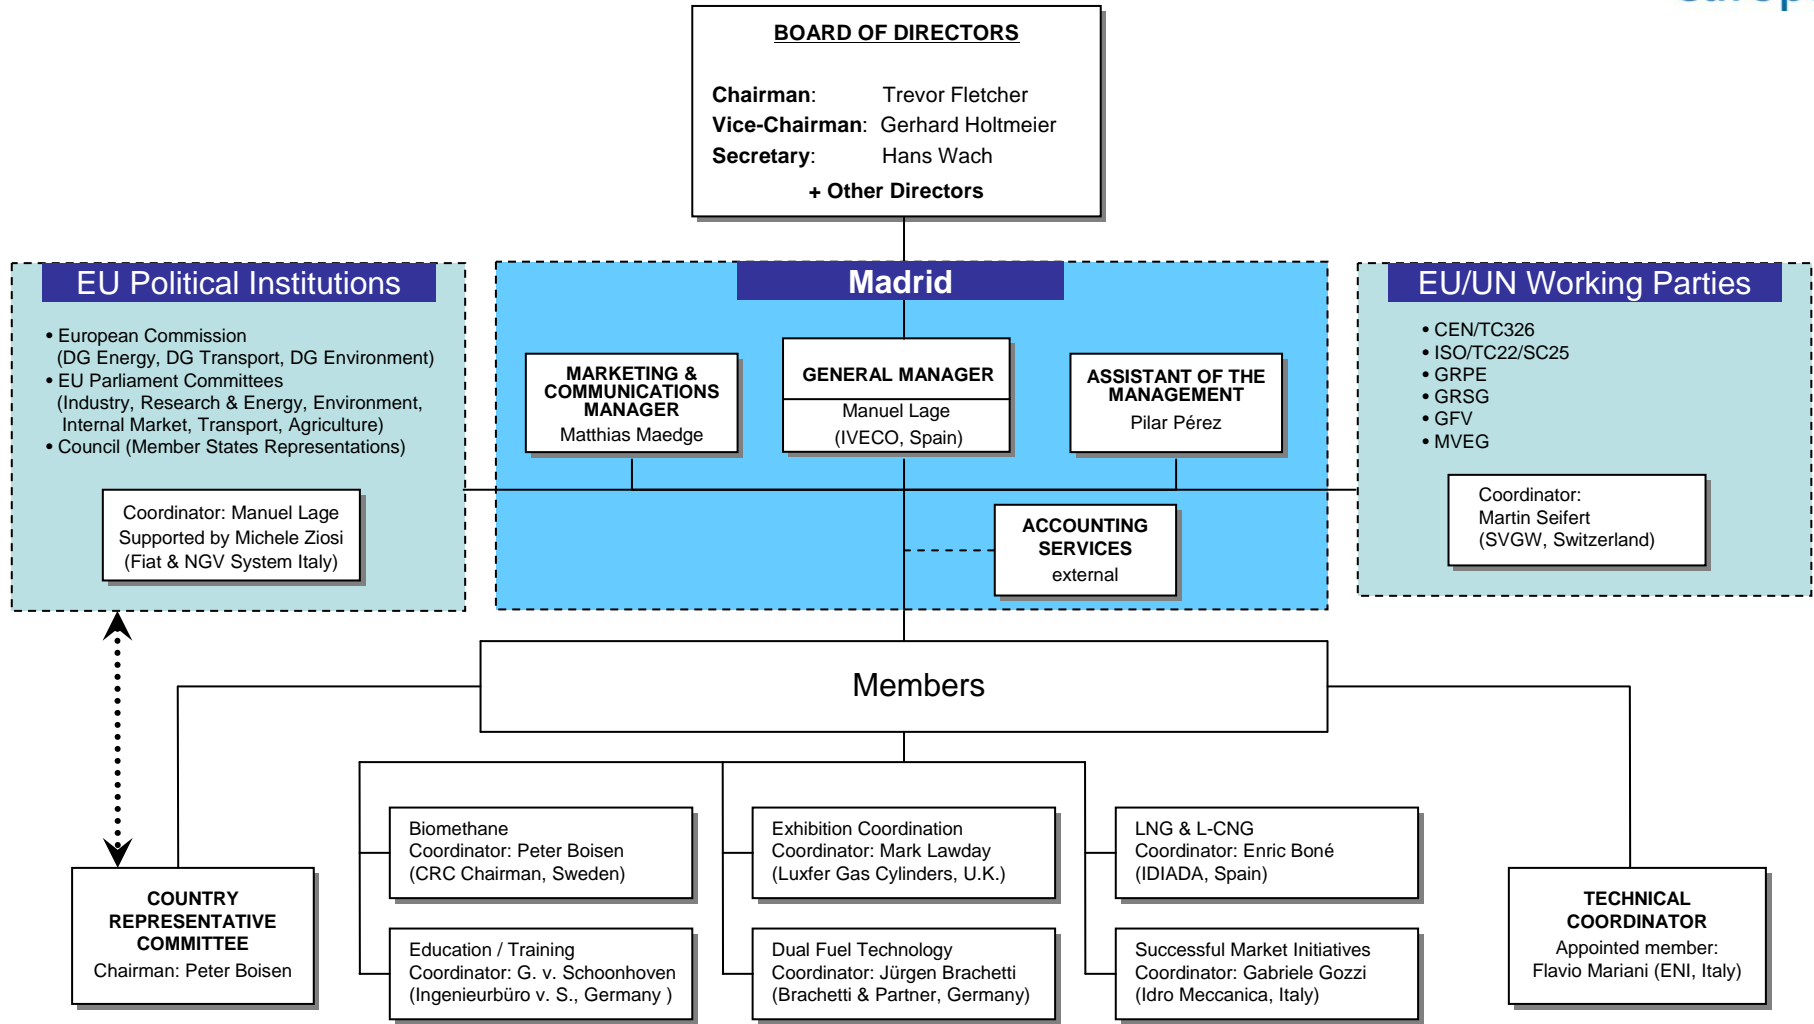 BOARD OF DIRECTORS
Chairman: Trevor Fletcher
Vice-Chairman: Gerhard Holtmeier
Secretary: Hans Wach
+ Other Directors
EU Political Institutions
• European Commission
(DG Energy, DG Transport, DG Environment)
• EU Parliament Committees
(Industry, Research & Energy, Environment,
Internal Market, Transport, Agriculture)
• Council (Member States Representations)
Coordinator: Manuel Lage
Supported by Michele Ziosi
(Fiat & NGV System Italy)
Madrid
MARKETING &
COMMUNICATIONS
MANAGER
Matthias Maedge
GENERAL MANAGER
Manuel Lage
(IVECO, Spain)
ASSISTANT OF THE
MANAGEMENT
Pilar Pérez
ACCOUNTING
SERVICES
external
EU/UN Working Parties
• CEN/TC326
• ISO/TC22/SC25
• GRPE
• GRSG
• GFV
• MVEG
Coordinator:
Martin Seifert
(SVGW, Switzerland)
Members
COUNTRY
REPRESENTATIVE
COMMITTEE
Chairman: Peter Boisen
Biomethane
Coordinator: Peter Boisen
(CRC Chairman, Sweden)
Education / Training
Coordinator: G. v. Schoonhoven
(Ingenieurbüro v. S., Germany )
Exhibition Coordination
Coordinator: Mark Lawday
(Luxfer Gas Cylinders, U.K.)
Dual Fuel Technology
Coordinator: Jürgen Brachetti
(Brachetti & Partner, Germany)
LNG & L-CNG
Coordinator: Enric Boné
(IDIADA, Spain)
Successful Market Initiatives
Coordinator: Gabriele Gozzi
(Idro Meccanica, Italy)
TECHNICAL
COORDINATOR
Appointed member:
Flavio Mariani (ENI, Italy)